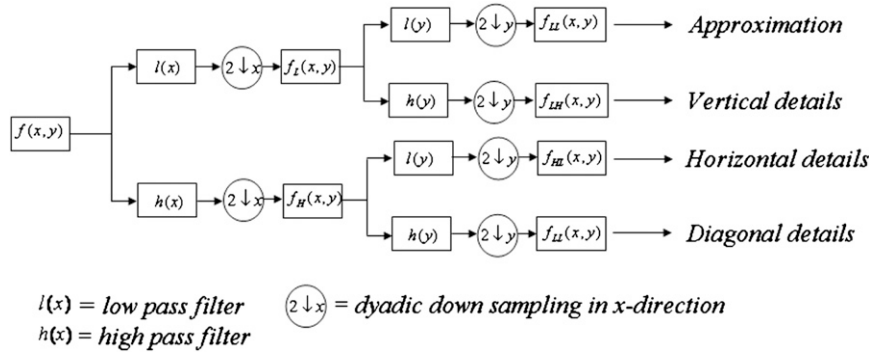 f(x,y)
l(x) 2↓x f_L(x,y)
l(y) 2↓y f_LL(x,y) Approximation
h(y) 2↓y f_LH(x,y) Vertical details
h(x) 2↓x f_H(x,y)
l(y) 2↓y f_HL(x,y) Horizontal details
h(y) 2↓y f_LL(x,y) Diagonal details
l(x) = low pass filter
2↓x = dyadic down sampling in x-direction
h(x) = high pass filter